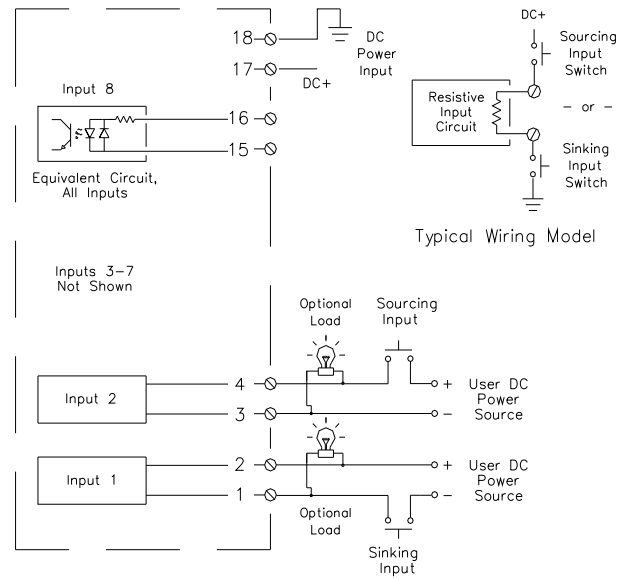 18
DC
Power
Input
17
DC+
Input 8
16
15
Equivalent Circuit,
All Inputs
DC+
Sourcing
Input
Switch
Resistive
Input
Circuit
- or -
Sinking
Input
Switch
Typical Wiring Model
Inputs 3-7
Not Shown
Optional
Load
Sourcing
Input
Input 2
4
3
+
-
User DC
Power
Source
Input 1
2
1
+
-
User DC
Power
Source
Optional
Load
Sinking
Input